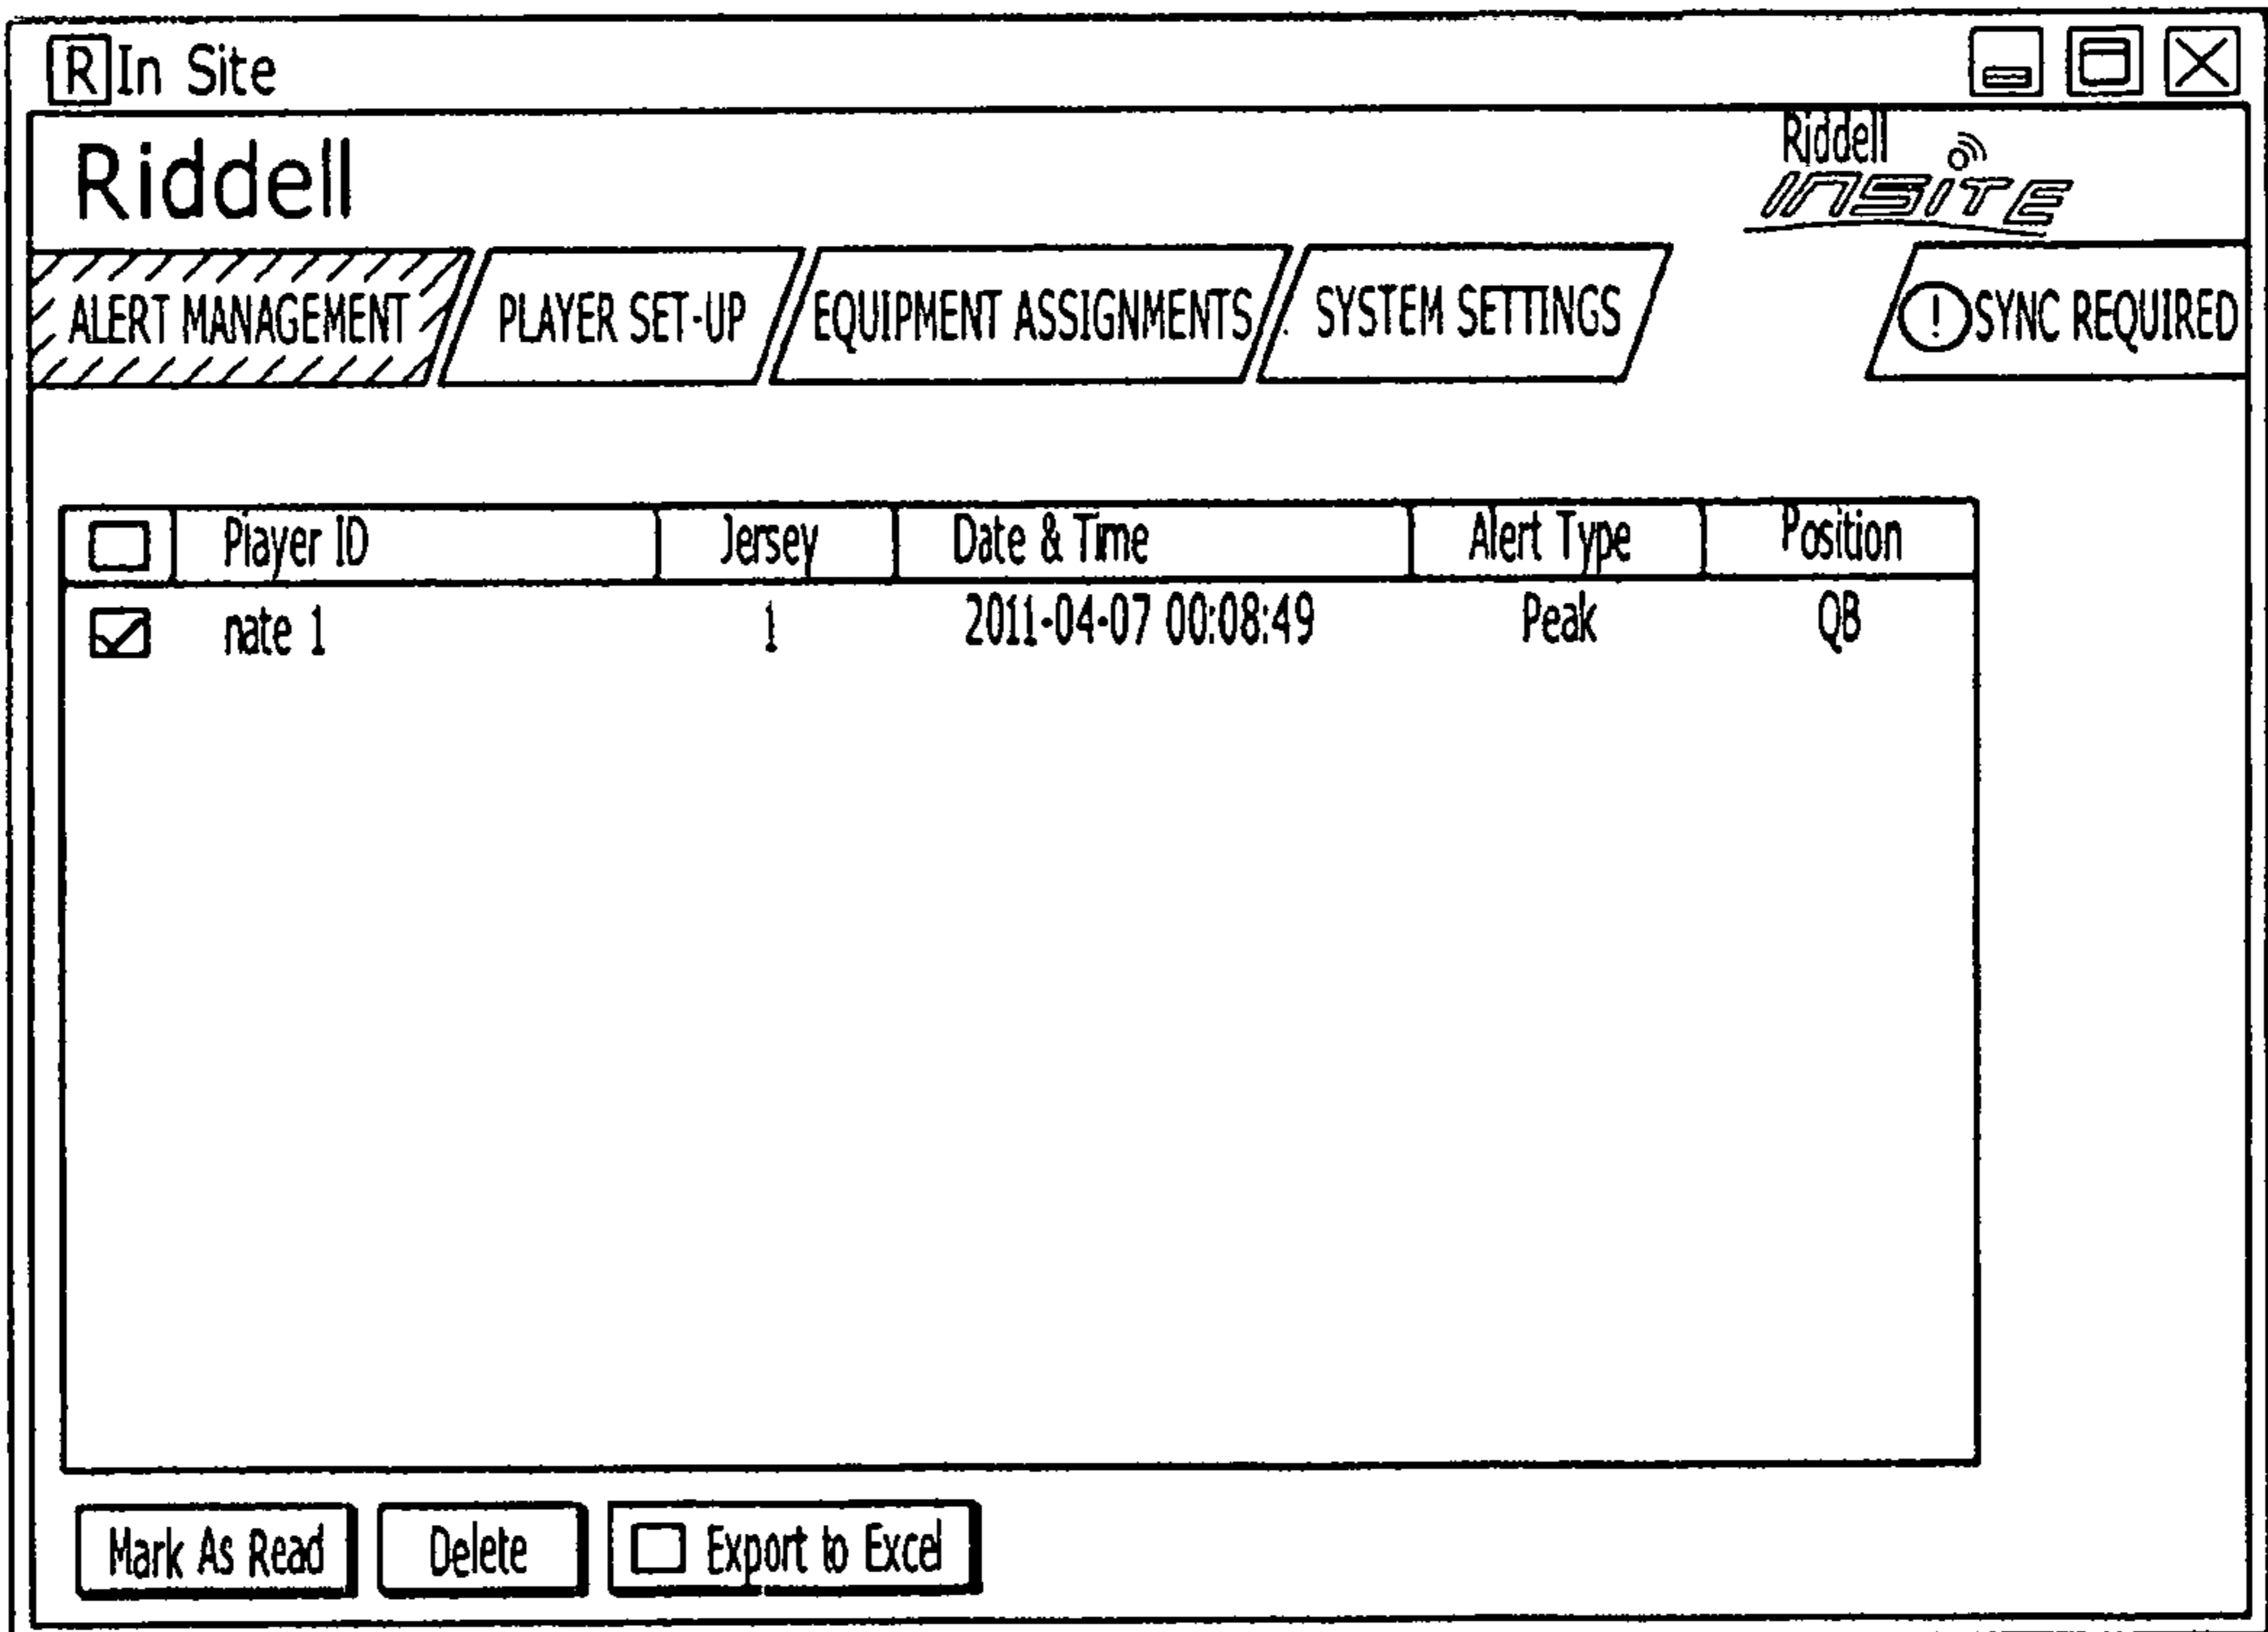 R In Site
Riddell
Riddell
INSITE
ALERT MANAGEMENT PLAYER SET-UP EQUIPMENT ASSIGNMENTS SYSTEM SETTINGS ! SYNC REQUIRED
Player ID Jersey Date & Time Alert Type Position
nate 1 1 2011-04-07 00:08:49 Peak QB
Mark As Read Delete Export to Excel